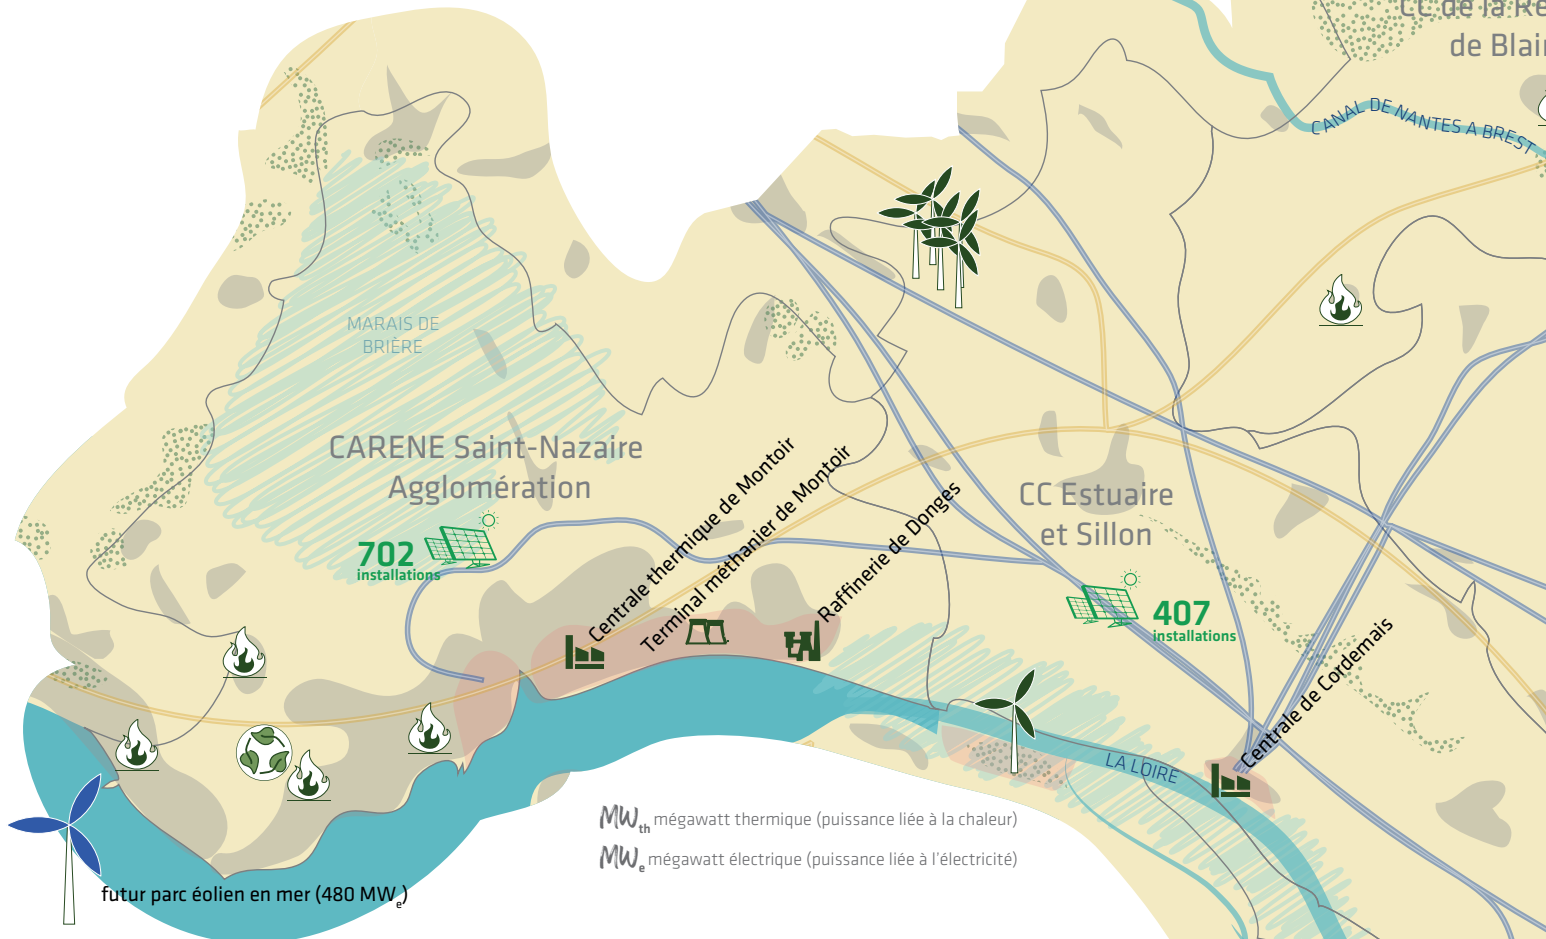 CC de la Ré
de Blain
CANAL DE NANTES A BREST
MARAIS DE
BRIÈRE
CARENE Saint-Nazaire
Agglomération
702
installations
Centrale thermique de Montoir
Terminal méthanier de Montoir
Raffinerie de Donges
CC Estuaire
et Sillon
407
installations
Centrale de Cordemais
LA LOIRE
MWth mégawatt thermique (puissance liée à la chaleur)
MWe mégawatt électrique (puissance liée à l'électricité)
futur parc éolien en mer (480 MWe)